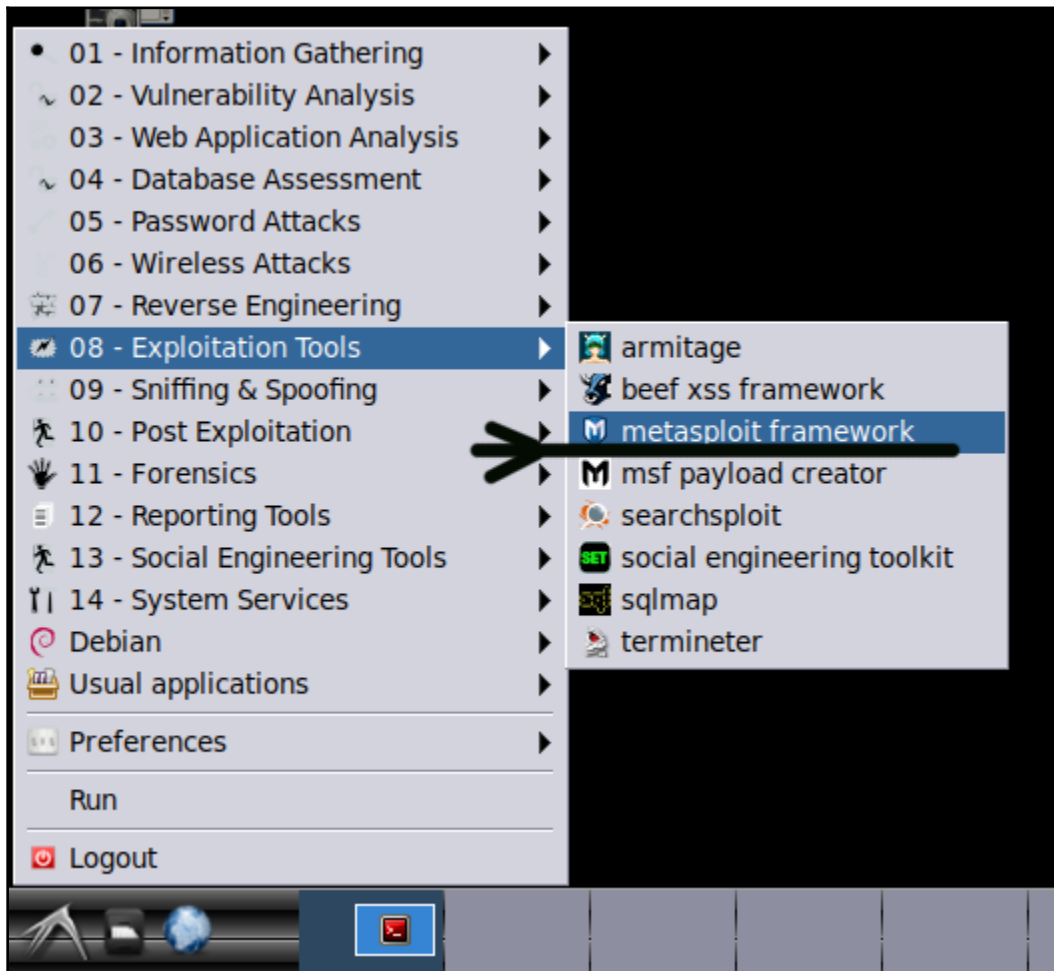 01 - Information Gathering
02 - Vulnerability Analysis
03 - Web Application Analysis
04 - Database Assessment
05 - Password Attacks
06 - Wireless Attacks
07 - Reverse Engineering
08 - Exploitation Tools
09 - Sniffing & Spoofing
10 - Post Exploitation
11 - Forensics
12 - Reporting Tools
13 - Social Engineering Tools
14 - System Services
Debian
Usual applications
Preferences
Run
Logout
armitage
beef xss framework
metasploit framework
msf payload creator
searchsploit
SET social engineering toolkit
sqlmap
termineter